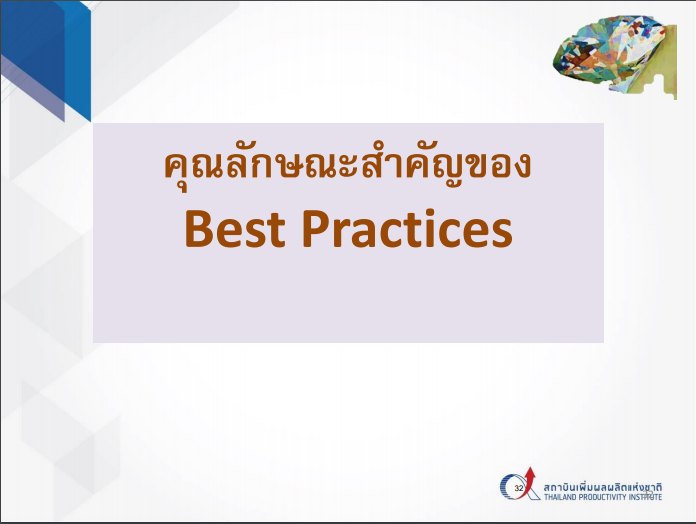 คุณลักษณะสำคัญของ
Best Practices
32
สถาบันเพิ่มผลผลิตแห่งชาติ
THAILAND PRODUCTIVITY INSTITUTE